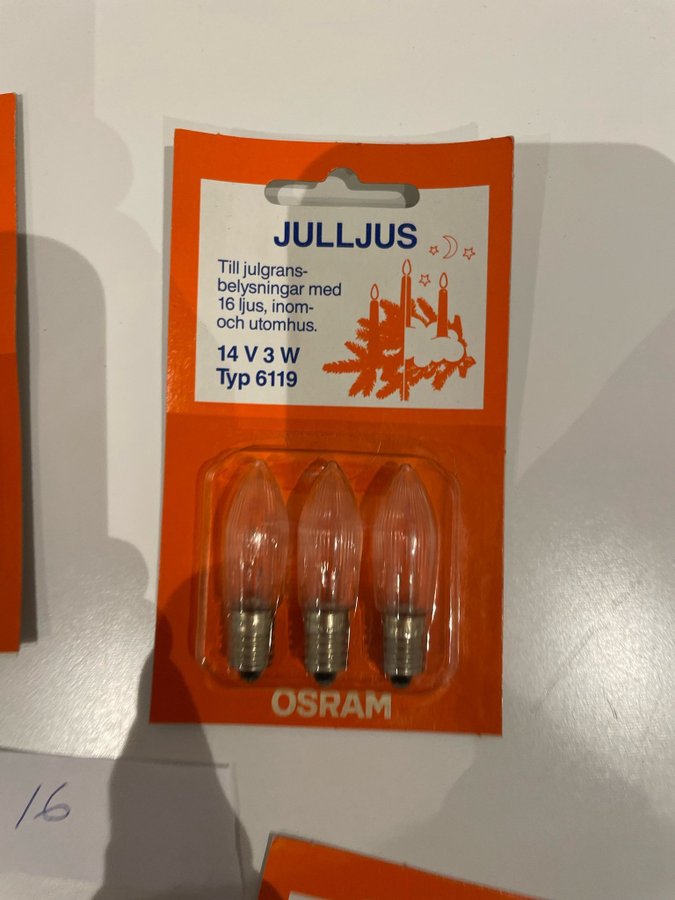 JULLJUS
Till julgrans-
belysningar med
16 ljus, inom-
och utomhus.
14 V 3 W
Typ 6119
OSRAM
16